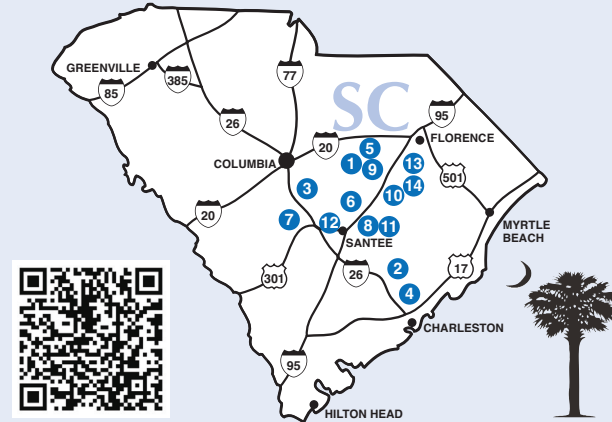 SC
GREENVILLE
385
77
85
26
95
20
FLORENCE
COLUMBIA
5
1
9
13
501
3
10
14
6
20
7
12
8
11
SANTEE
MYRTLE
BEACH
301
26
2
17
4
CHARLESTON
95
HILTON HEAD